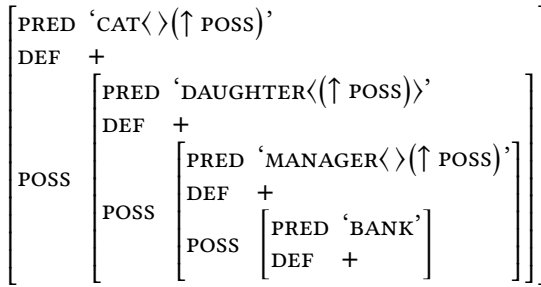 PRED ‘CAT⟨ ⟩(↑ POSS)’
DEF +
PRED ‘DAUGHTER⟨(↑ POSS)⟩’
DEF +
PRED ‘MANAGER⟨ ⟩(↑ POSS)’
DEF +
POSS POSS POSS PRED ‘BANK’
DEF +